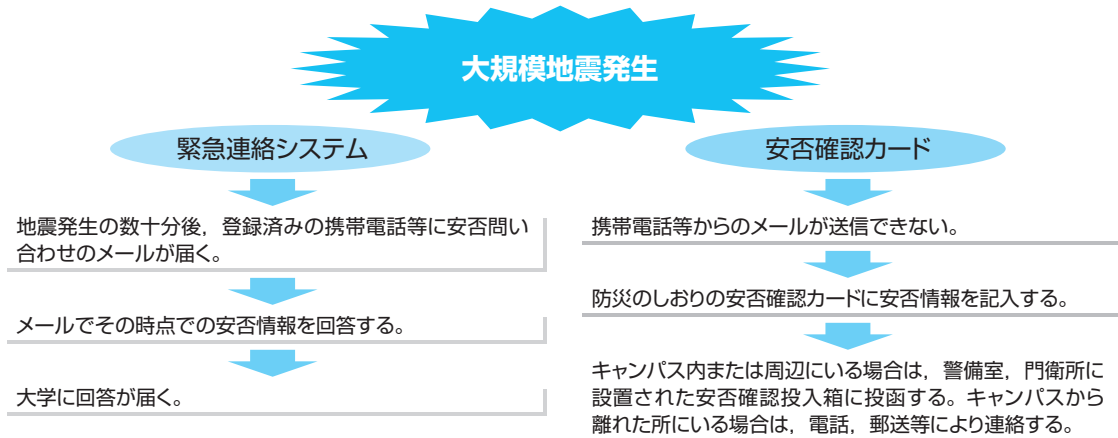 大規模地震発生
緊急連絡システム
地震発生の数十分後，登録済みの携帯電話等に安否問い
合わせのメールが届く。
メールでその時点での安否情報を回答する。
大学に回答が届く。
安否確認カード
携帯電話等からのメールが送信できない。
防災のしおりの安否確認カードに安否情報を記入する。
キャンパス内または周辺にいる場合は，警備室，門衛所に
設置された安否確認投入箱に投函する。キャンパスから
離れた所にいる場合は，電話，郵送等により連絡する。